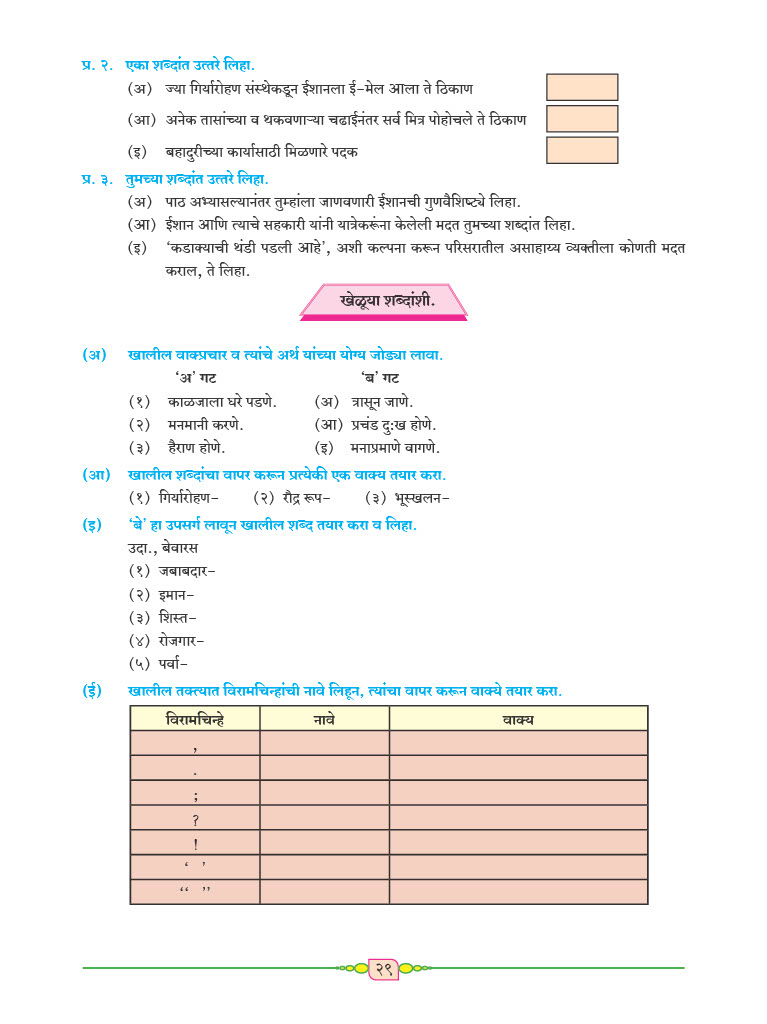 प्र. २. एका शब्दांत उत्तरे लिहा.
(अ) ज्या गिर्यारोहण संस्थेकडून ईशानला ई-मेल आला ते ठिकाण
(आ) अनेक तासांच्या व थकवणाऱ्या चढाईनंतर सर्व मित्र पोहोचले ते ठिकाण
(इ) बहादुरीच्या कार्यासाठी मिळणारे पदक
प्र. ३. तुमच्या शब्दांत उत्तरे लिहा.
(अ) पाठ अभ्यासल्यानंतर तुम्हांला जाणवणारी ईशानची गुणवैशिष्ट्ये लिहा.
(आ) ईशान आणि त्याचे सहकारी यांनी यात्रेकरूंना केलेली मदत तुमच्या शब्दांत लिहा.
(इ) ‘कडाक्याची थंडी पडली आहे’, अशी कल्पना करून परिसरातील असाहाय्य व्यक्तीला कोणती मदत
कराल, ते लिहा.
खेळूया शब्दांशी.
(अ) खालील वाक्प्रचार व त्यांचे अर्थ यांच्या योग्य जोड्या लावा.
‘अ’ गट ‘ब’ गट
(१) काळजाला घरे पडणे. (अ) त्रासून जाणे.
(२) मनमानी करणे. (आ) प्रचंड दुःख होणे.
(३) हैराण होणे. (इ) मनाप्रमाणे वागणे.
(आ) खालील शब्दांचा वापर करून प्रत्येकी एक वाक्य तयार करा.
(१) गिर्यारोहण- (२) रौद्र रूप- (३) भूस्खलन-
(इ) ‘बे’ हा उपसर्ग लावून खालील शब्द तयार करा व लिहा.
उदा., बेवारस
(१) जबाबदार-
(२) इमान-
(३) शिस्त-
(४) रोजगार-
(५) पर्वा-
(ई) खालील तक्त्यात विरामचिन्हांची नावे लिहून, त्यांचा वापर करून वाक्ये तयार करा.
विरामचिन्हे नावे वाक्य
,
.
;
?
!
‘ ’
‘‘ ’’
२९